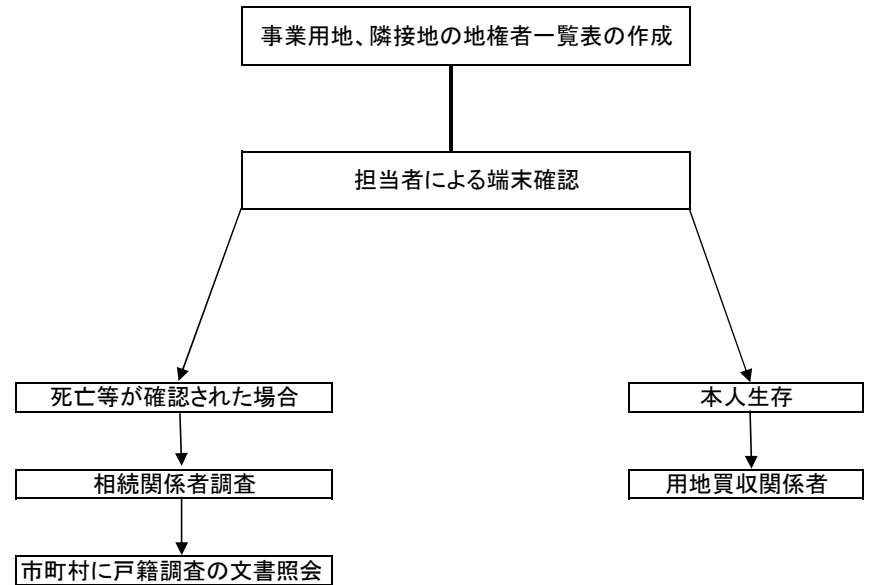 事業用地、隣接地の地権者一覧表の作成
担当者による端末確認
死亡等が確認された場合
本人生存
相続関係者調査
用地買収関係者
市町村に戸籍調査の文書照会